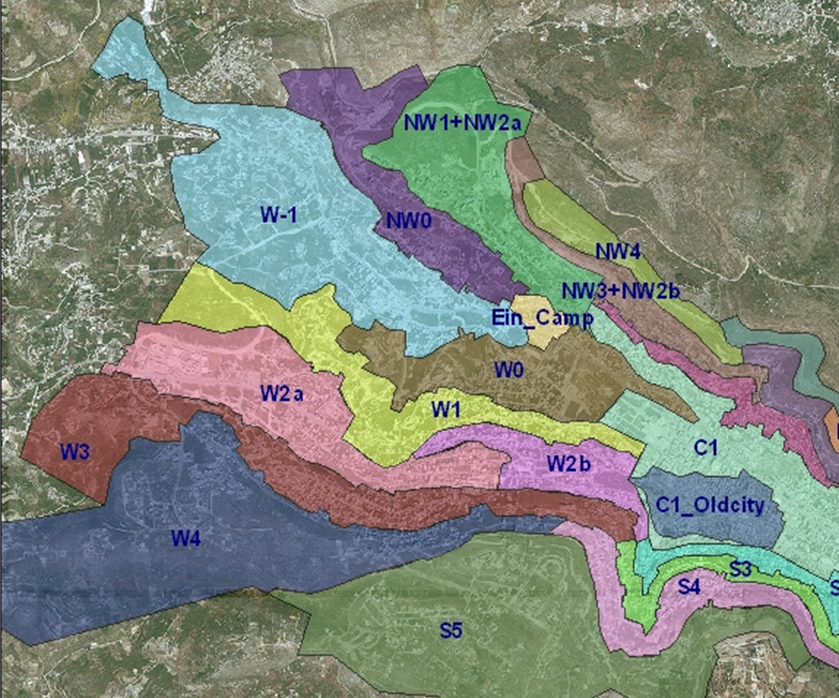 NW1+NW2a
W-1
NW0
NW4
NW3+NW2b
Ein_Camp
W0
W2a
W1
C1
W3
W2b
C1_Oldcity
W4
S3
S4
S
S5